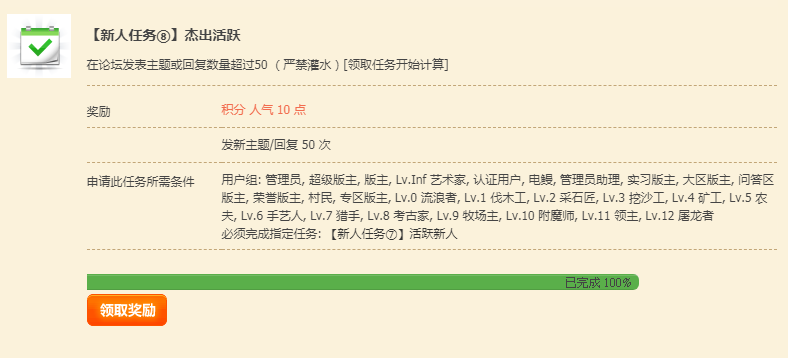 【新人任务⑧】杰出活跃
在论坛发表主题或回复数量超过50 （严禁灌水）[领取任务开始计算]
奖励
积分 人气 10 点
发新主题/回复 50 次
申请此任务所需条件
用户组: 管理员, 超级版主, 版主, Lv.Inf 艺术家, 认证用户, 电鳗, 管理员助理, 实习版主, 大区版主, 问答区
版主, 荣誉版主, 村民, 专区版主, Lv.0 流浪者, Lv.1 伐木工, Lv.2 采石匠, Lv.3 挖沙工, Lv.4 矿工, Lv.5 农
夫, Lv.6 手艺人, Lv.7 猎手, Lv.8 考古家, Lv.9 牧场主, Lv.10 附魔师, Lv.11 领主, Lv.12 屠龙者
必须完成指定任务: 【新人任务⑦】活跃新人
已完成 100%
领取奖励